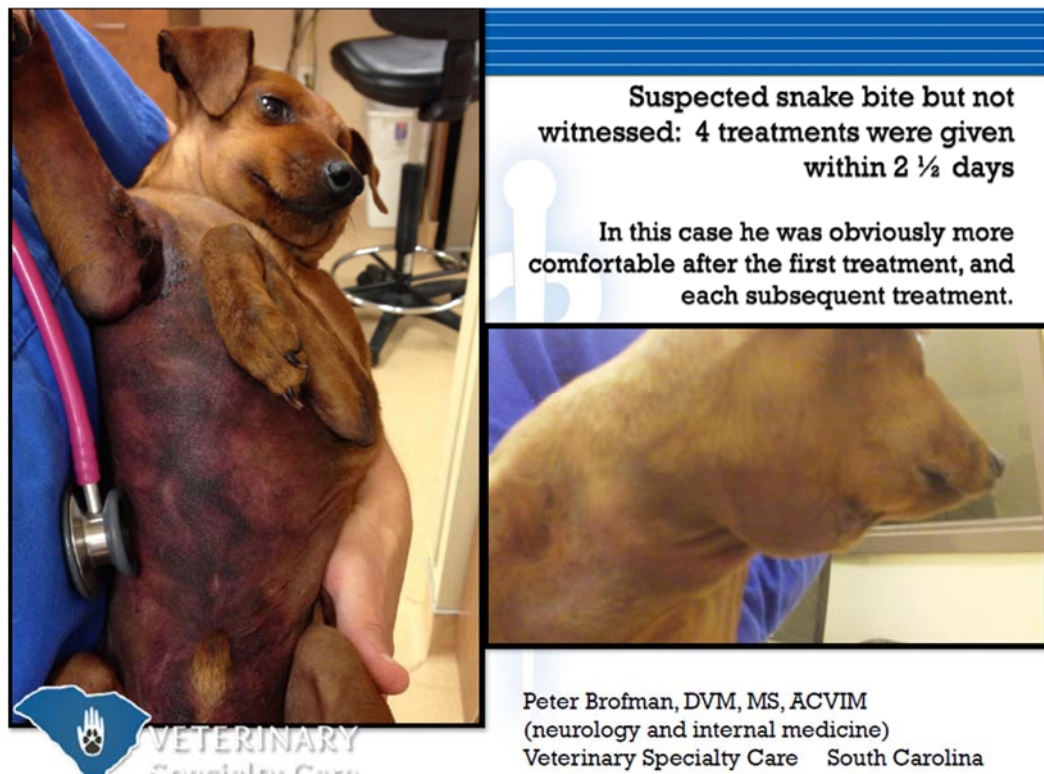 Suspected snake bite but not
witnessed: 4 treatments were given
within 2 ½ days
In this case he was obviously more
comfortable after the first treatment, and
each subsequent treatment.
Peter Brofman, DVM, MS, ACVIM
(neurology and internal medicine)
Veterinary Specialty Care South Carolina
VETERINARY
Specialty Care